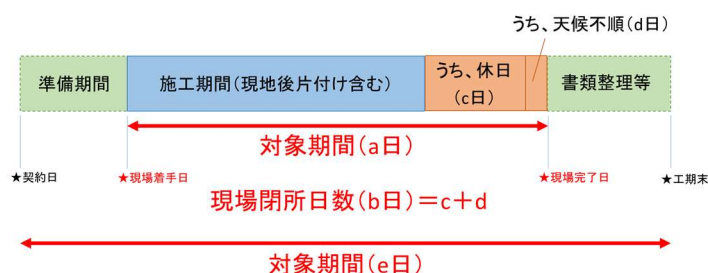 うち、天候不順(d日)
準備期間
施工期間(現地後片付け含む)
うち、休日
(c日)
書類整理等
対象期間(a日)
★契約日
★現場着手日
★現場完了日
★工期末
現場閉所日数(b日)＝c+d
対象期間(e日)